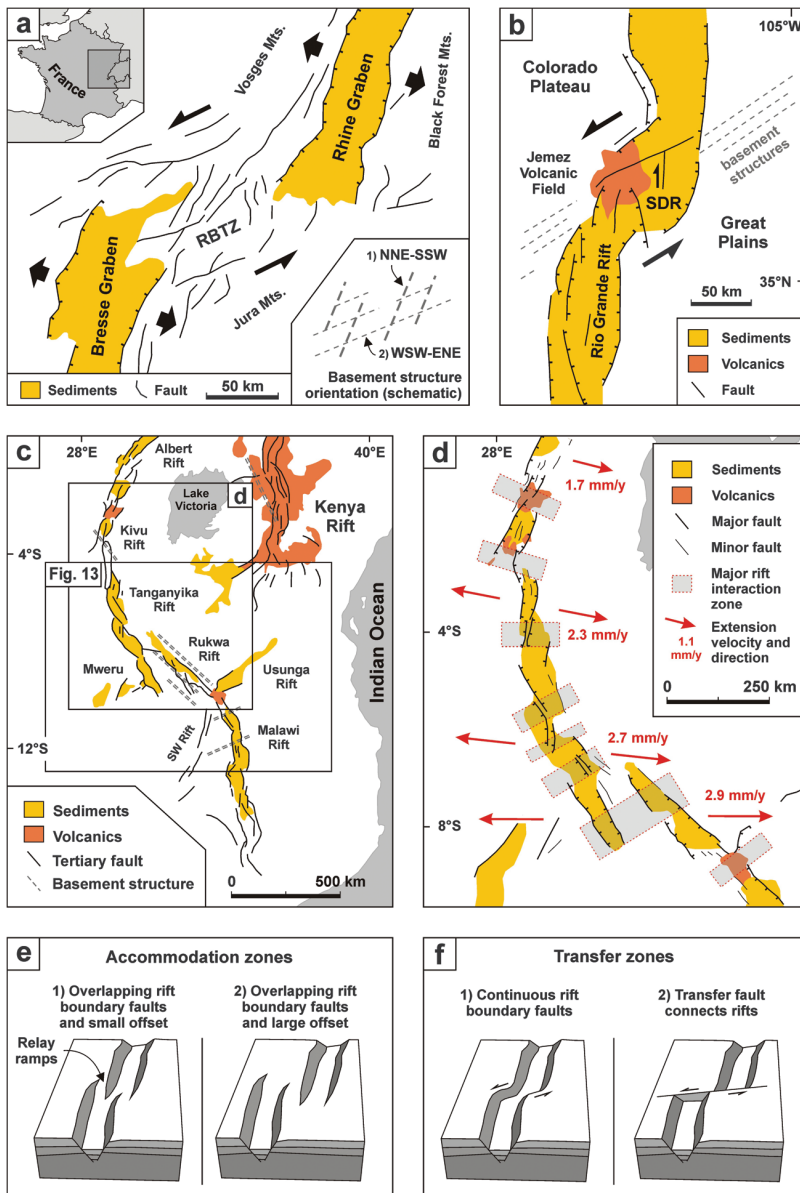 a
France
Vosges Mts.
Rhine Graben
Black Forest Mts.
RBTZ
Bresse Graben
Jura Mts.
1) NNE-SSW
2) WSW-ENE
Basement structure
orientation (schematic)
Sediments
Fault
50 km
b
105°W
Colorado
Plateau
Jemez
Volcanic
Field
basement
structures
SDR
Great
Plains
Rio Grande Rift
35°N
50 km
Sediments
Volcanics
Fault
c
28°E
40°E
Albert
Rift
Lake
Victoria
d
Kenya
Rift
Kivu
Rift
4°S
Fig. 13
Tanganyika
Rift
Rukwa
Rift
Mweru
Usunga
Rift
Indian Ocean
SW Rift
Malawi
Rift
12°S
Sediments
Volcanics
Tertiary fault
Basement structure
0
500 km
d
28°E
1.7 mm/y
4°S
2.3 mm/y
2.7 mm/y
2.9 mm/y
8°S
Sediments
Volcanics
Major fault
Minor fault
Major rift
interaction
zone
1.1
mm/y
Extension
velocity and
direction
0
250 km
e
Accommodation zones
1) Overlapping rift
boundary faults
and small offset
2) Overlapping rift
boundary faults
and large offset
Relay
ramps
f
Transfer zones
1) Continuous rift
boundary faults
2) Transfer fault
connects rifts